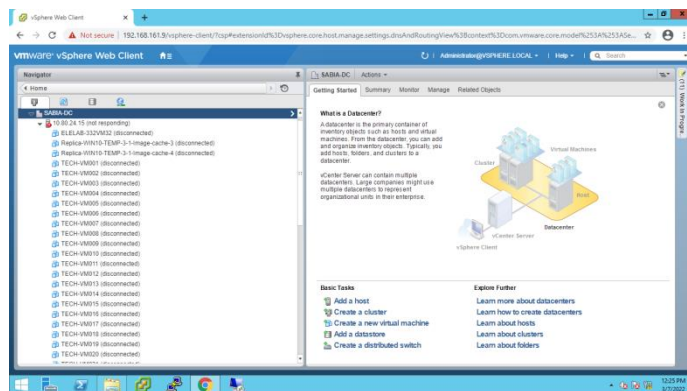 vSphere Web Client
Not secure | 192.168.161.9/vsphere-client/?csp#extensionId%3Dvsphere.core.host.manage.settings.dnsAndRoutingView%3Bcontext%3Dcom.vmware.core.model%253A%253ASe...
vmware® vSphere Web Client
Administrator@VSPHERE.LOCAL
Help
Search
Navigator
SABIA-DC
Actions
Home
Getting Started
Summary
Monitor
Manage
Related Objects
(11) Work In Progre...
SABIA-DC
10.80.24.15 (not responding)
ELELAB-332VM32 (disconnected)
Replica-WIN10-TEMP-3-1-Image-cache-3 (disconnected)
Replica-WIN10-TEMP-3-1-Image-cache-4 (disconnected)
TECH-VM001 (disconnected)
TECH-VM002 (disconnected)
TECH-VM003 (disconnected)
TECH-VM004 (disconnected)
TECH-VM005 (disconnected)
TECH-VM006 (disconnected)
TECH-VM007 (disconnected)
TECH-VM008 (disconnected)
TECH-VM009 (disconnected)
TECH-VM010 (disconnected)
TECH-VM011 (disconnected)
TECH-VM012 (disconnected)
TECH-VM013 (disconnected)
TECH-VM014 (disconnected)
TECH-VM015 (disconnected)
TECH-VM016 (disconnected)
TECH-VM017 (disconnected)
TECH-VM018 (disconnected)
TECH-VM019 (disconnected)
TECH-VM020 (disconnected)
What is a Datacenter?
A datacenter is the primary container of
inventory objects such as hosts and virtual
machines. From the datacenter, you can add
and organize inventory objects. Typically, you
add hosts, folders, and clusters to a
datacenter.
vCenter Server can contain multiple
datacenters. Large companies might use
multiple datacenters to represent
organizational units in their enterprise.
Virtual Machines
Cluster
Host
Datacenter
vCenter Server
vSphere Client
Basic Tasks
Add a host
Create a cluster
Create a new virtual machine
Add a datastore
Create a distributed switch
Explore Further
Learn more about datacenters
Learn how to create datacenters
Learn about hosts
Learn about clusters
Learn about folders
12:25 PM
3/7/2022